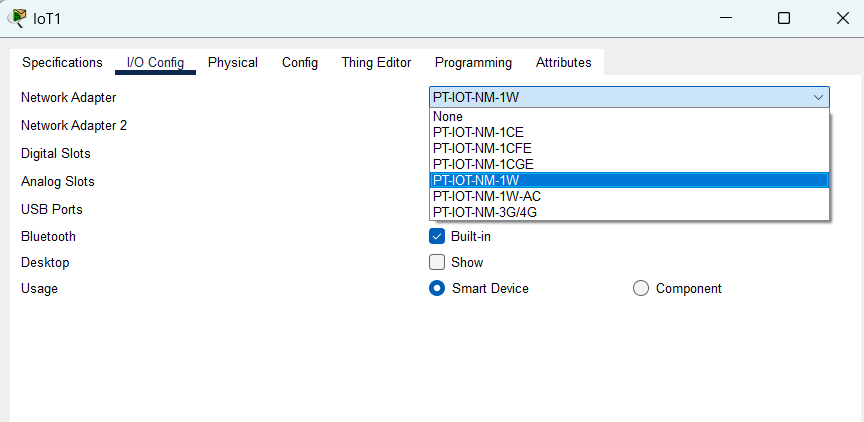 IoT1
Specifications I/O Config Physical Config Thing Editor Programming Attributes
Network Adapter PT-IOT-NM-1W
None
Network Adapter 2
PT-IOT-NM-1CE
PT-IOT-NM-1CFE
Digital Slots
PT-IOT-NM-1CGE
Analog Slots PT-IOT-NM-1W
PT-IOT-NM-1W-AC
USB Ports PT-IOT-NM-3G/4G
Bluetooth Built-in
Desktop Show
Usage Smart Device Component